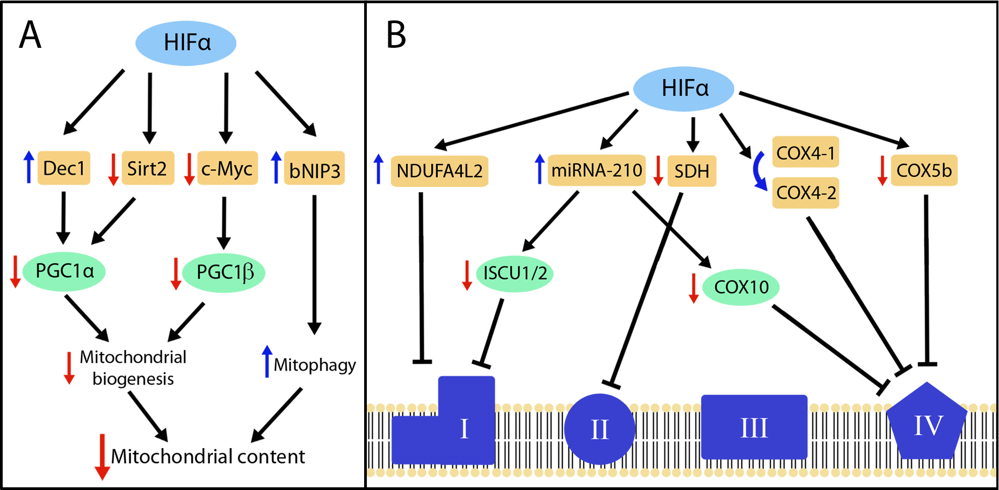 A
HIFα
Dec1
Sirt2
c-Myc
bNIP3
PGC1α
PGC1β
Mitochondrial
biogenesis
Mitophagy
Mitochondrial content
B
HIFα
NDUFA4L2
miRNA-210
SDH
COX4-1
COX4-2
COX5b
ISCU1/2
COX10
I
II
III
IV